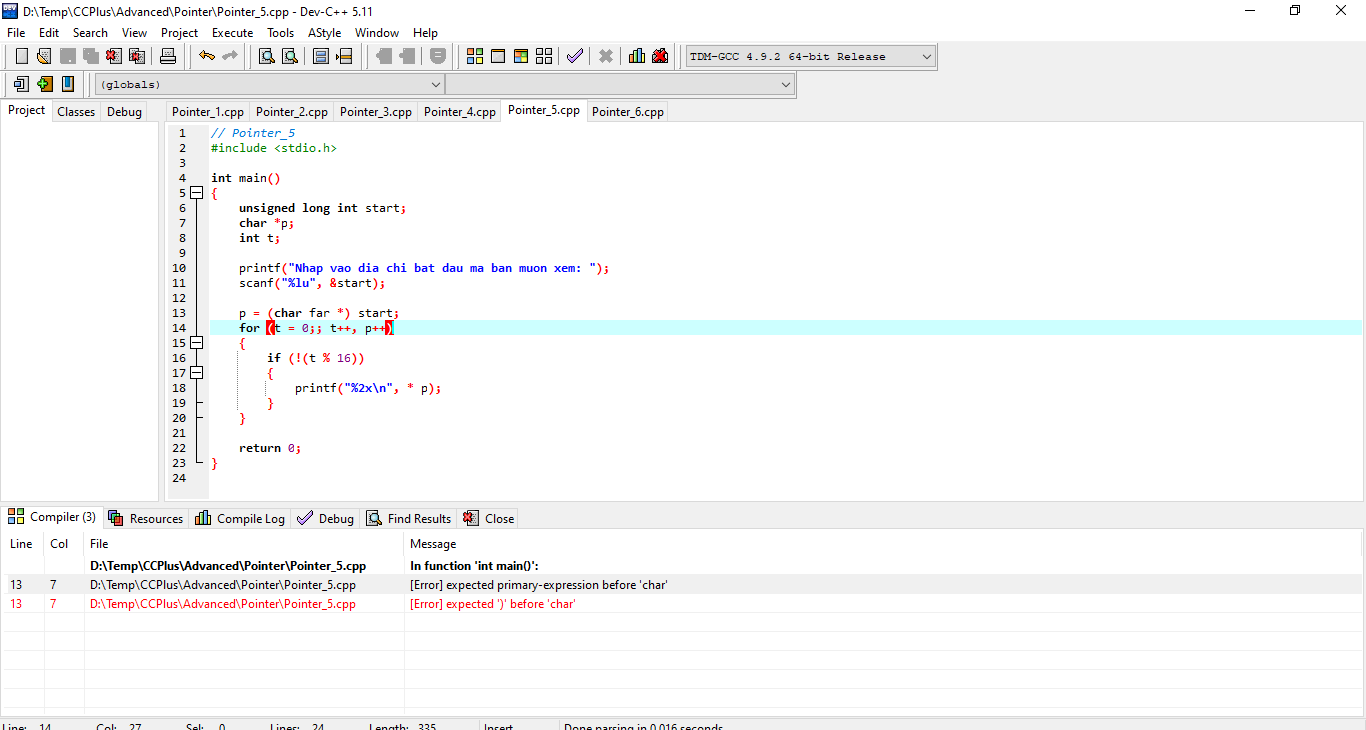 D:\Temp\CCPlus\Advanced\Pointer\Pointer_5.cpp - Dev-C++ 5.11
File Edit Search View Project Execute Tools AStyle Window Help
TDM-GCC 4.9.2 64-bit Release
(globals)
Project Classes Debug Pointer_1.cpp Pointer_2.cpp Pointer_3.cpp Pointer_4.cpp Pointer_5.cpp Pointer_6.cpp
1 // Pointer_5
2 #include <stdio.h>
3
4 int main()
5 {
6 unsigned long int start;
7 char *p;
8 int t;
9
10 printf("Nhap vao dia chi bat dau ma ban muon xem: ");
11 scanf("%lu", &start);
12
13 p = (char far *) start;
14 for (t = 0;; t++, p++)
15 {
16 if (!(t % 16))
17 {
18 printf("%2x\n", * p);
19 }
20 }
21
22 return 0;
23 }
24
Compiler (3) Resources Compile Log Debug Find Results Close
Line Col File Message
D:\Temp\CCPlus\Advanced\Pointer\Pointer_5.cpp In function 'int main()':
13 7 D:\Temp\CCPlus\Advanced\Pointer\Pointer_5.cpp [Error] expected primary-expression before 'char'
13 7 D:\Temp\CCPlus\Advanced\Pointer\Pointer_5.cpp [Error] expected ')' before 'char'
Line: 14 Col: 27 Sel: 0 Lines: 24 Length: 335 Insert Done parsing in 0.016 seconds